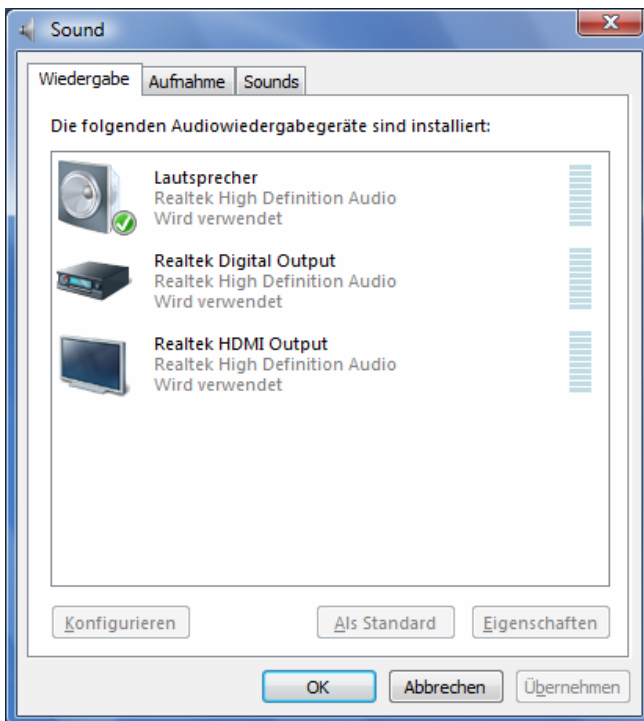 Sound
Wiedergabe Aufnahme Sounds
Die folgenden Audiowiedergabegeräte sind installiert:
Lautsprecher
Realtek High Definition Audio
Wird verwendet
Realtek Digital Output
Realtek High Definition Audio
Wird verwendet
Realtek HDMI Output
Realtek High Definition Audio
Wird verwendet
Konfigurieren Als Standard Eigenschaften
OK Abbrechen Übernehmen